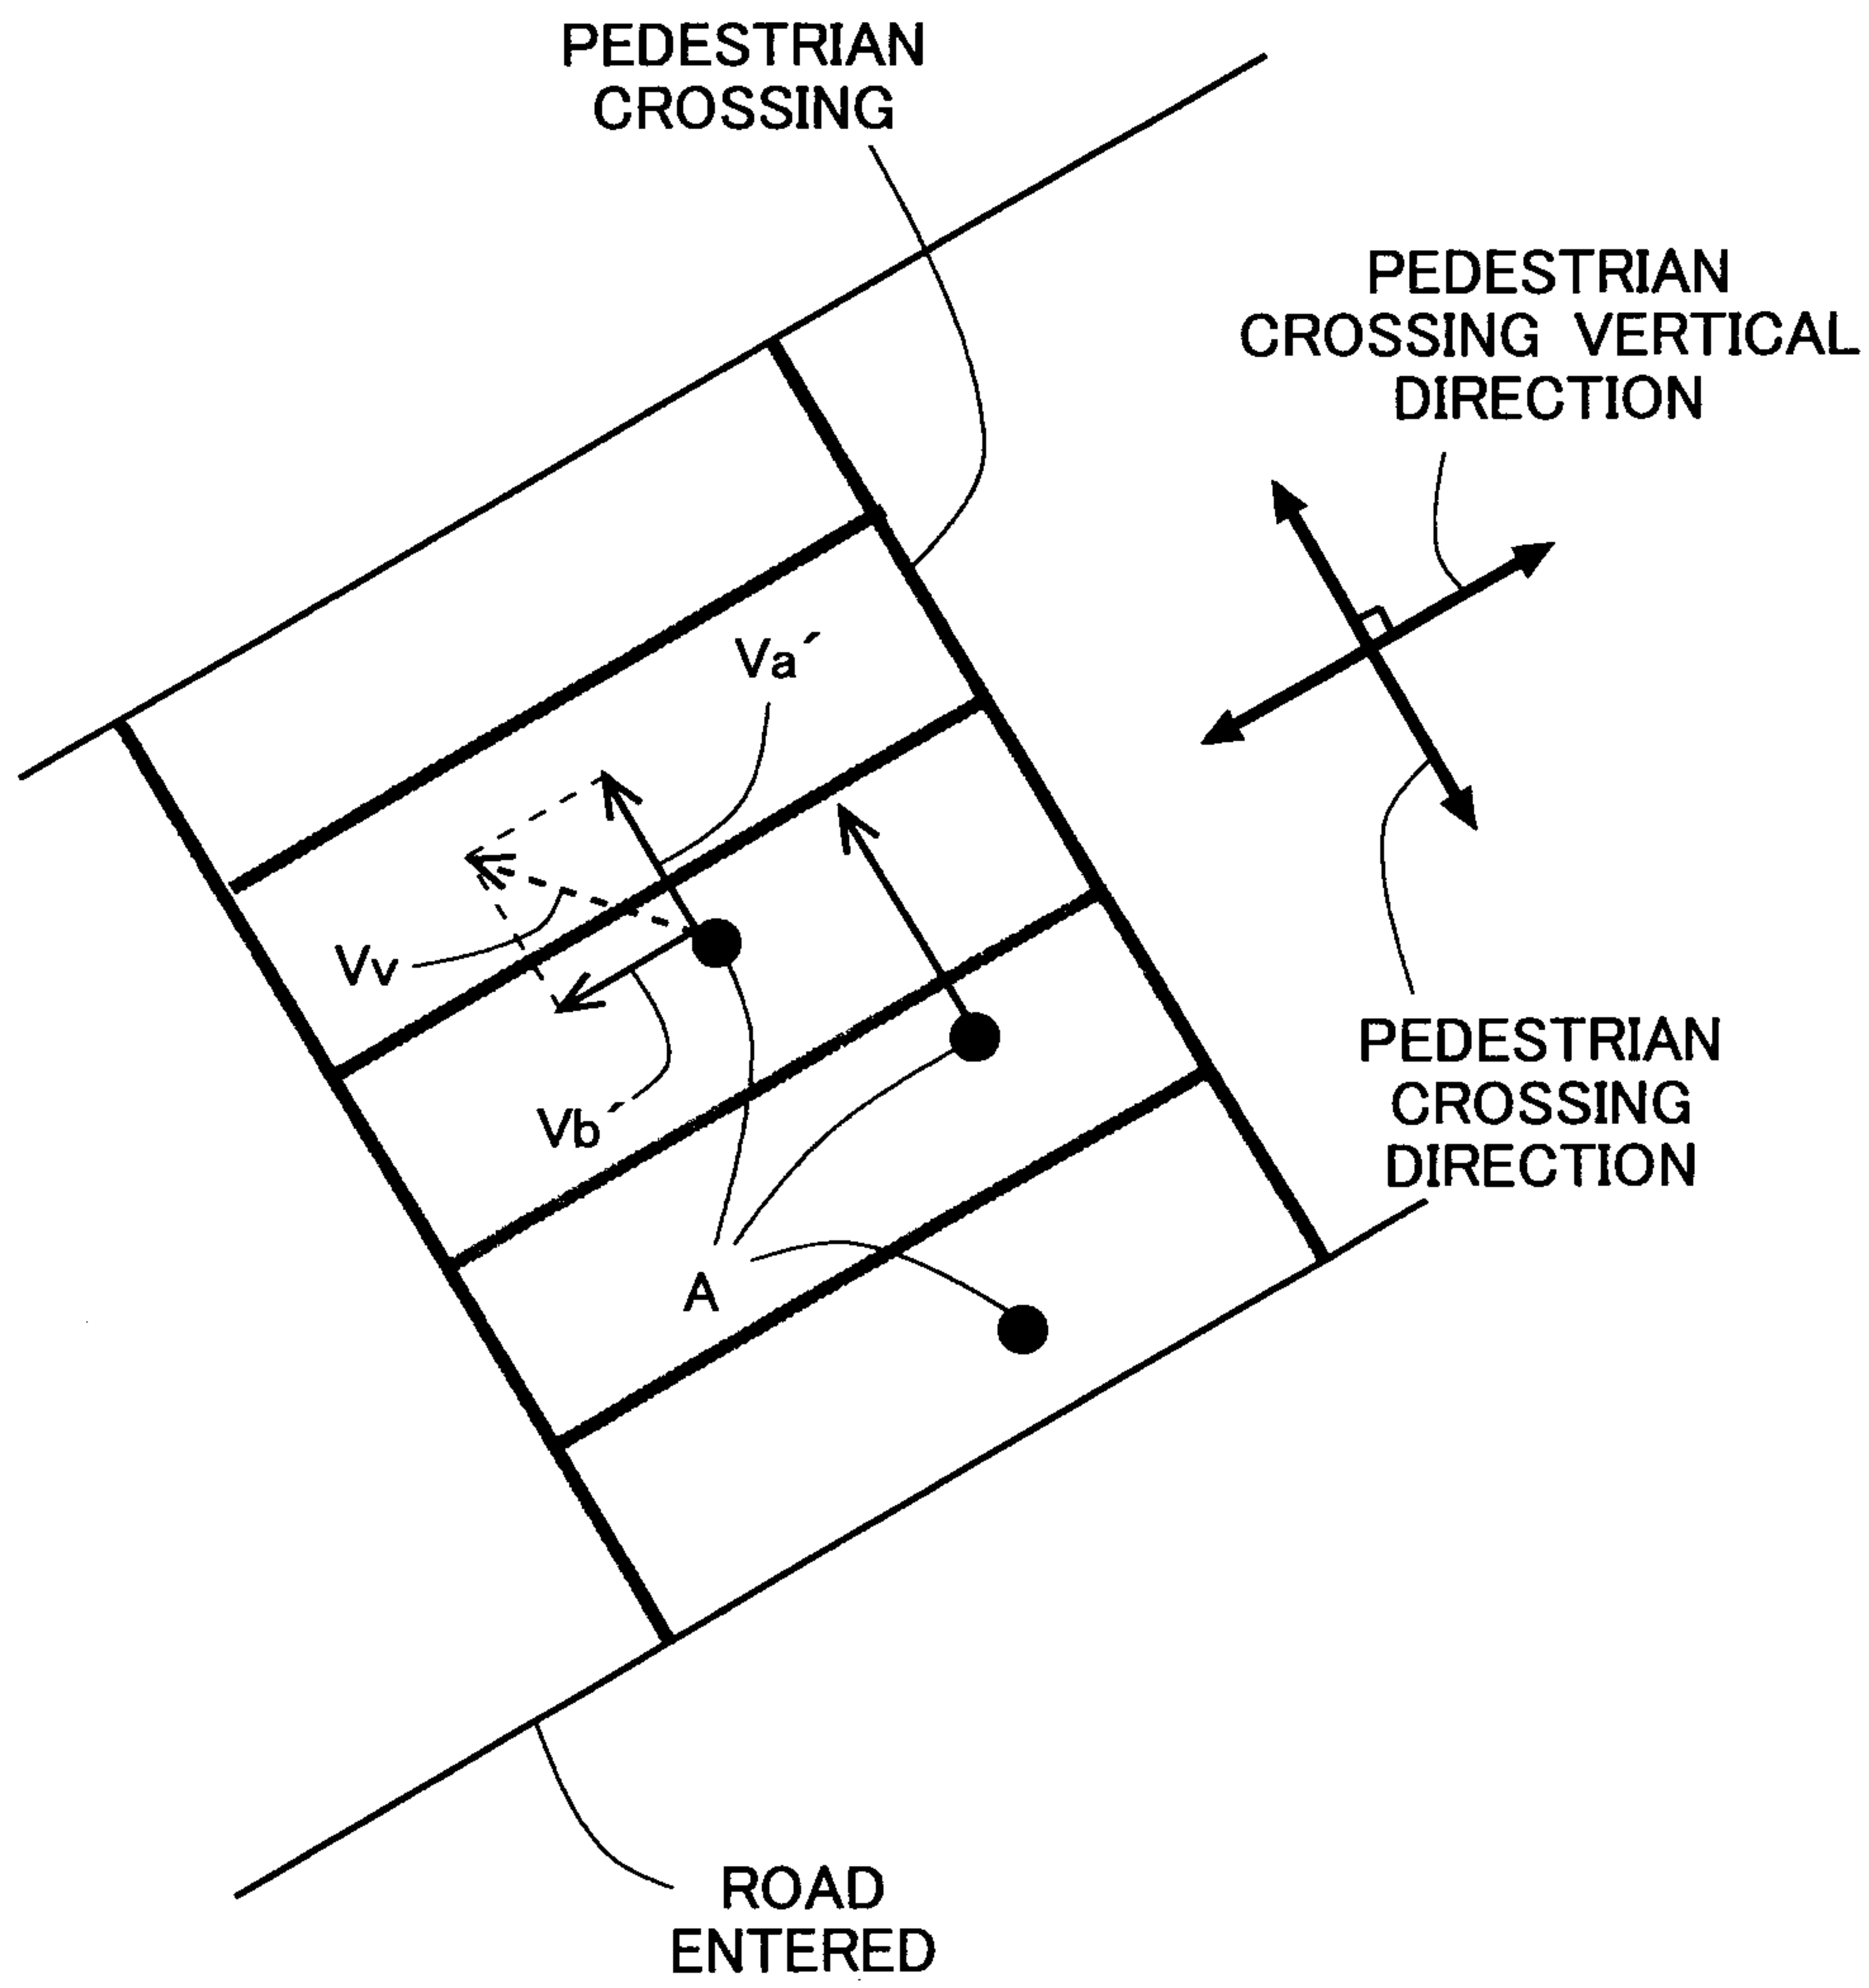 PEDESTRIAN
CROSSING
PEDESTRIAN
CROSSING VERTICAL
DIRECTION
Va´
Vv
Vb´
PEDESTRIAN
CROSSING
DIRECTION
A
ROAD
ENTERED